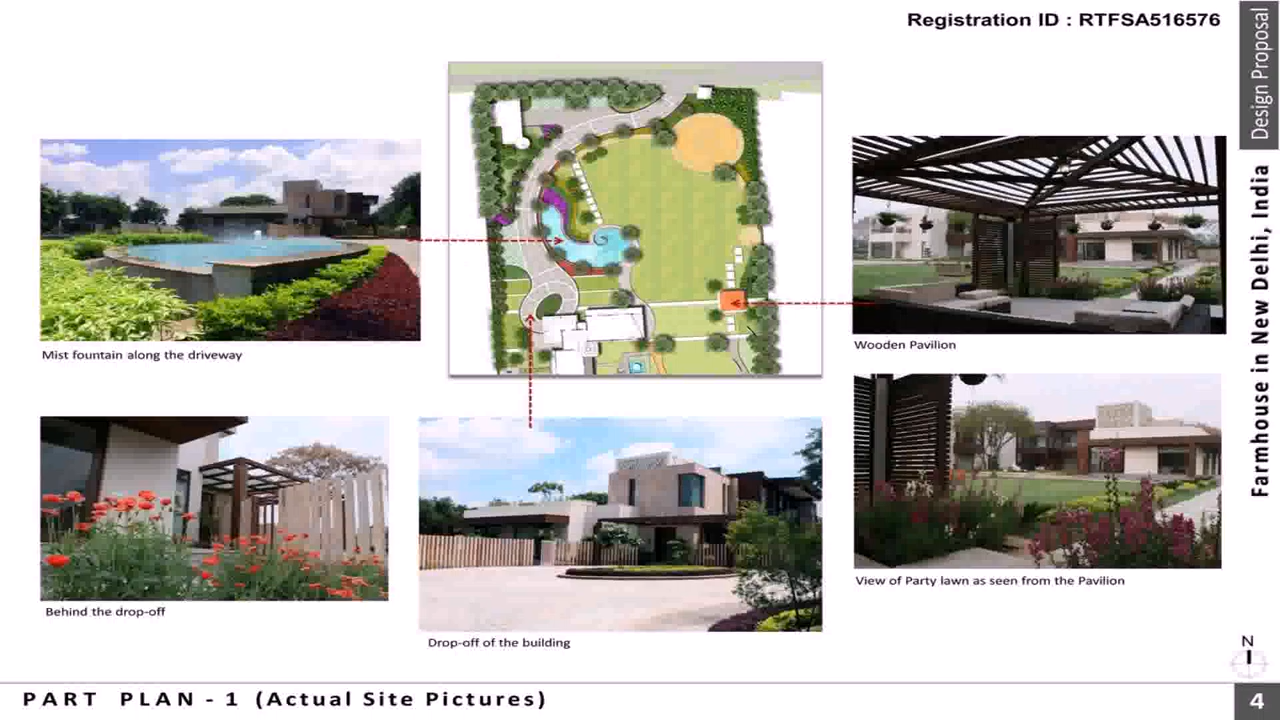 Registration ID : RTFSA516576
Design Proposal
Farmhouse in New Delhi, India
Mist fountain along the driveway
Wooden Pavilion
Behind the drop-off
Drop-off of the building
View of Party lawn as seen from the Pavilion
N
PART PLAN - 1 (Actual Site Pictures)
4